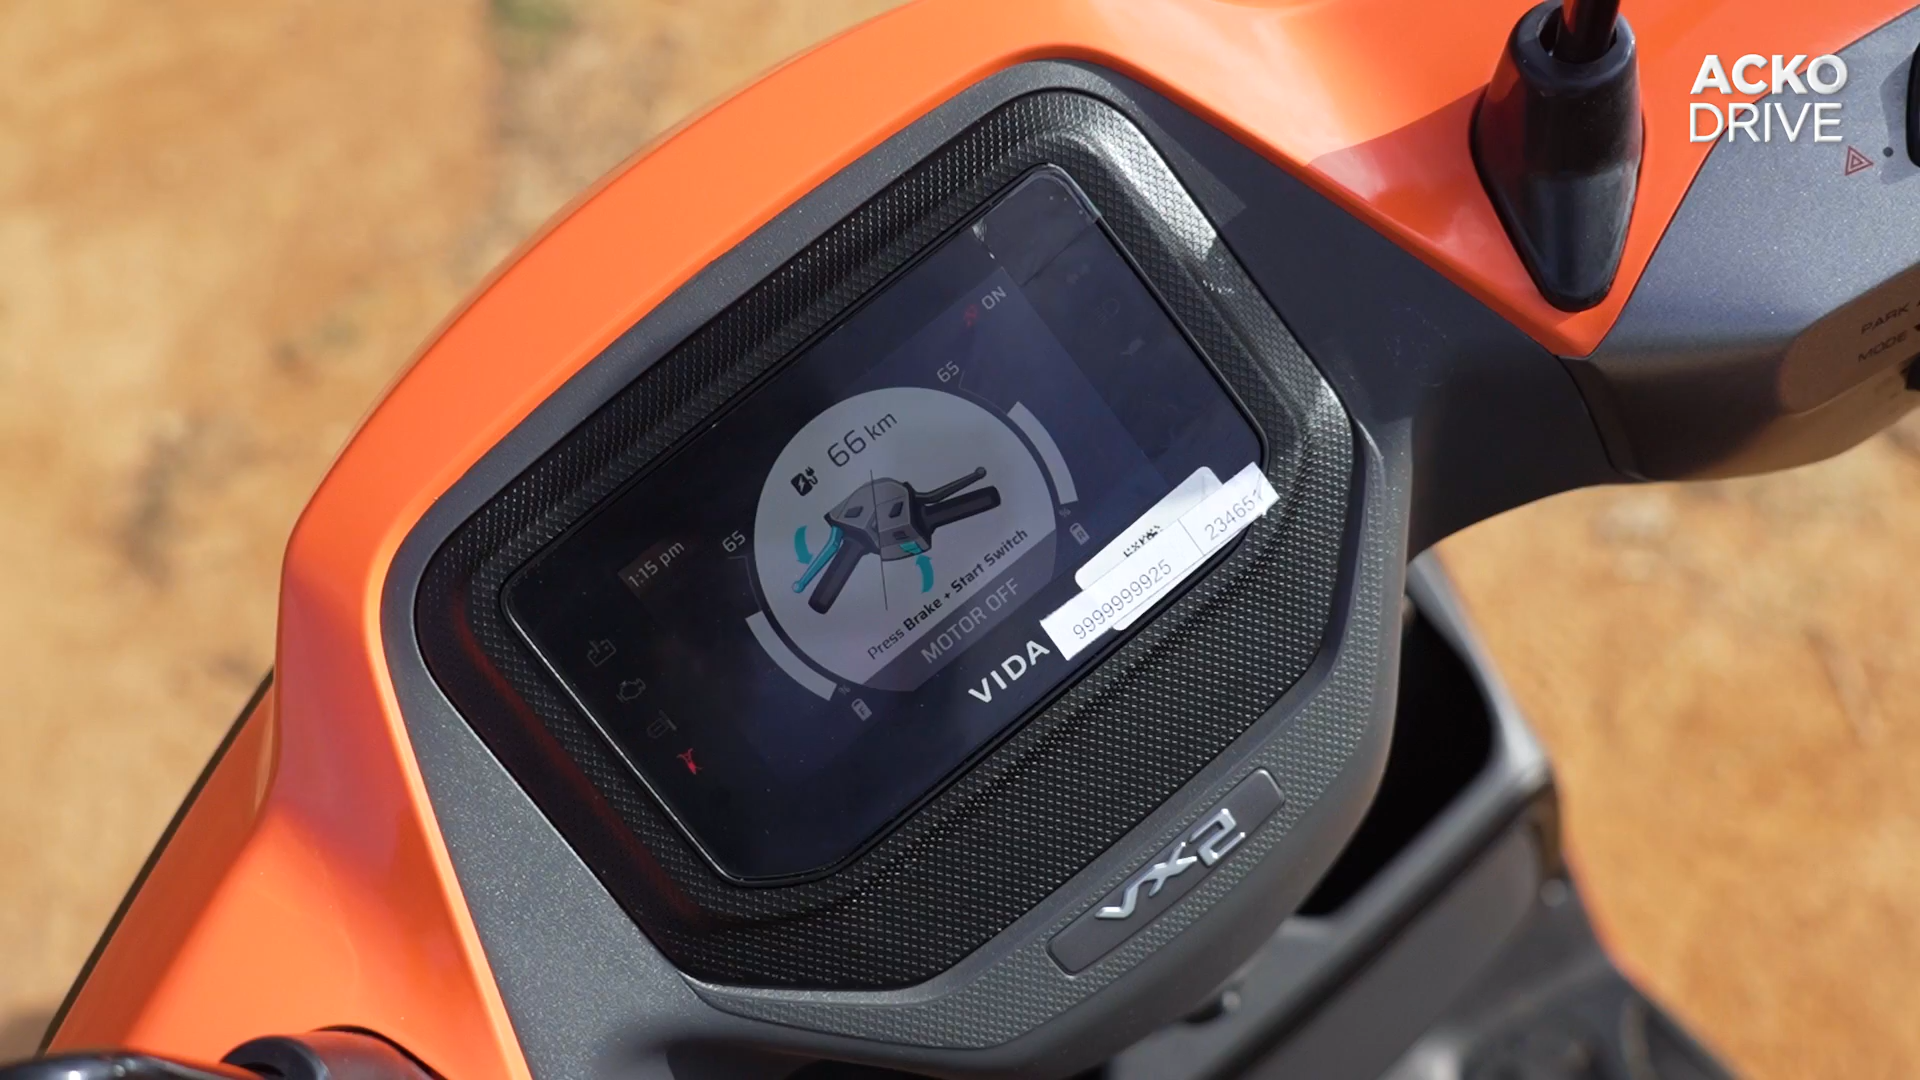 ACKO
DRIVE
ON
65
66 km
65
1:15 pm
%
%
Press Brake + Start Switch
MOTOR OFF
VIDA
234651
9999999925
VX2
PARK
MODE